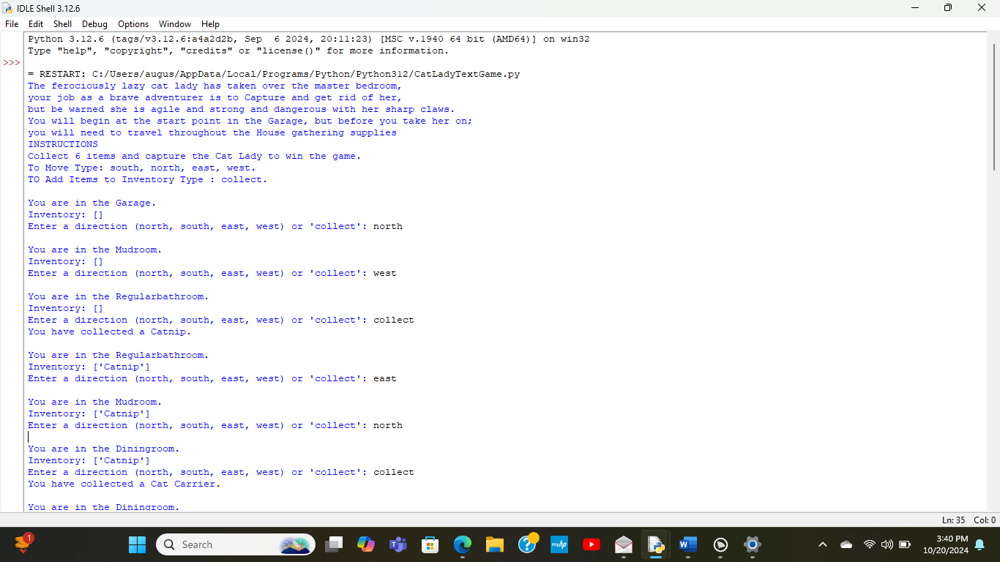 IDLE Shell 3.12.6
File Edit Shell Debug Options Window Help
Python 3.12.6 (tags/v3.12.6:a4a2d2b, Sep  6 2024, 20:11:23) [MSC v.1940 64 bit (AMD64)] on win32
Type "help", "copyright", "credits" or "license()" for more information.
>>>
= RESTART: C:/Users/augus/AppData/Local/Programs/Python/Python312/CatLadyTextGame.py
The ferociously lazy cat lady has taken over the master bedroom,
your job as a brave adventurer is to Capture and get rid of her,
but be warned she is agile and strong and dangerous with her sharp claws.
You will begin at the start point in the Garage, but before you take her on;
you will need to travel throughout the House gathering supplies
INSTRUCTIONS
Collect 6 items and capture the Cat Lady to win the game.
To Move Type: south, north, east, west.
TO Add Items to Inventory Type : collect.
You are in the Garage.
Inventory: []
Enter a direction (north, south, east, west) or 'collect': north
You are in the Mudroom.
Inventory: []
Enter a direction (north, south, east, west) or 'collect': west
You are in the Regularbathroom.
Inventory: []
Enter a direction (north, south, east, west) or 'collect': collect
You have collected a Catnip.
You are in the Regularbathroom.
Inventory: ['Catnip']
Enter a direction (north, south, east, west) or 'collect': east
You are in the Mudroom.
Inventory: ['Catnip']
Enter a direction (north, south, east, west) or 'collect': north
You are in the Diningroom.
Inventory: ['Catnip']
Enter a direction (north, south, east, west) or 'collect': collect
You have collected a Cat Carrier.
You are in the Diningroom.
Ln: 35 Col: 0
1
Search
myhp
3:40 PM
10/20/2024